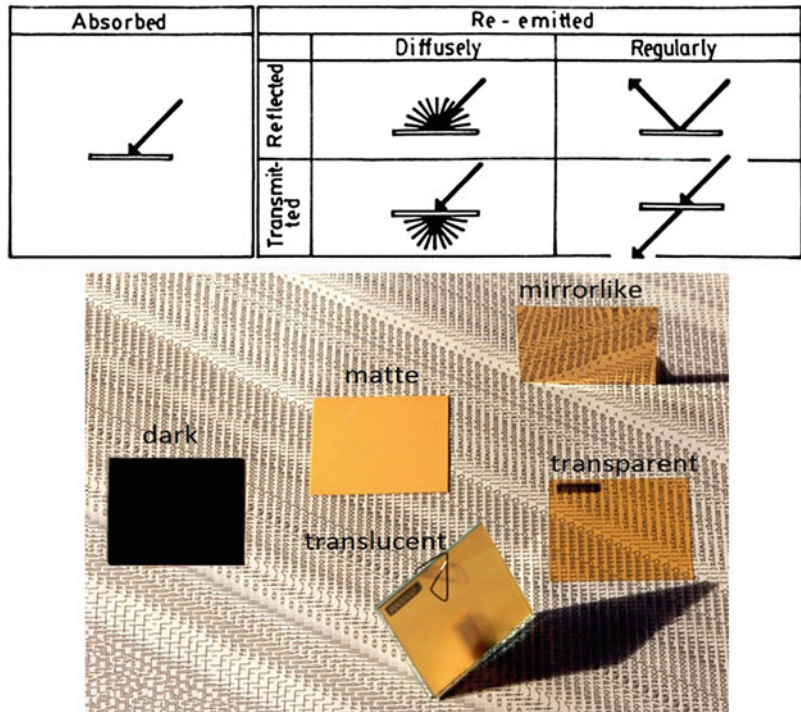 Absorbed
Re - emitted
Diffusely
Regularly
Reflected
Transmit-
ted
mirrorlike
matte
dark
transparent
translucent